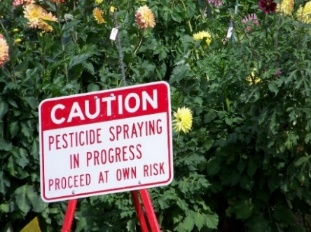 CAUTION
PESTICIDE SPRAYING
IN PROGRESS
PROCEED AT OWN RISK